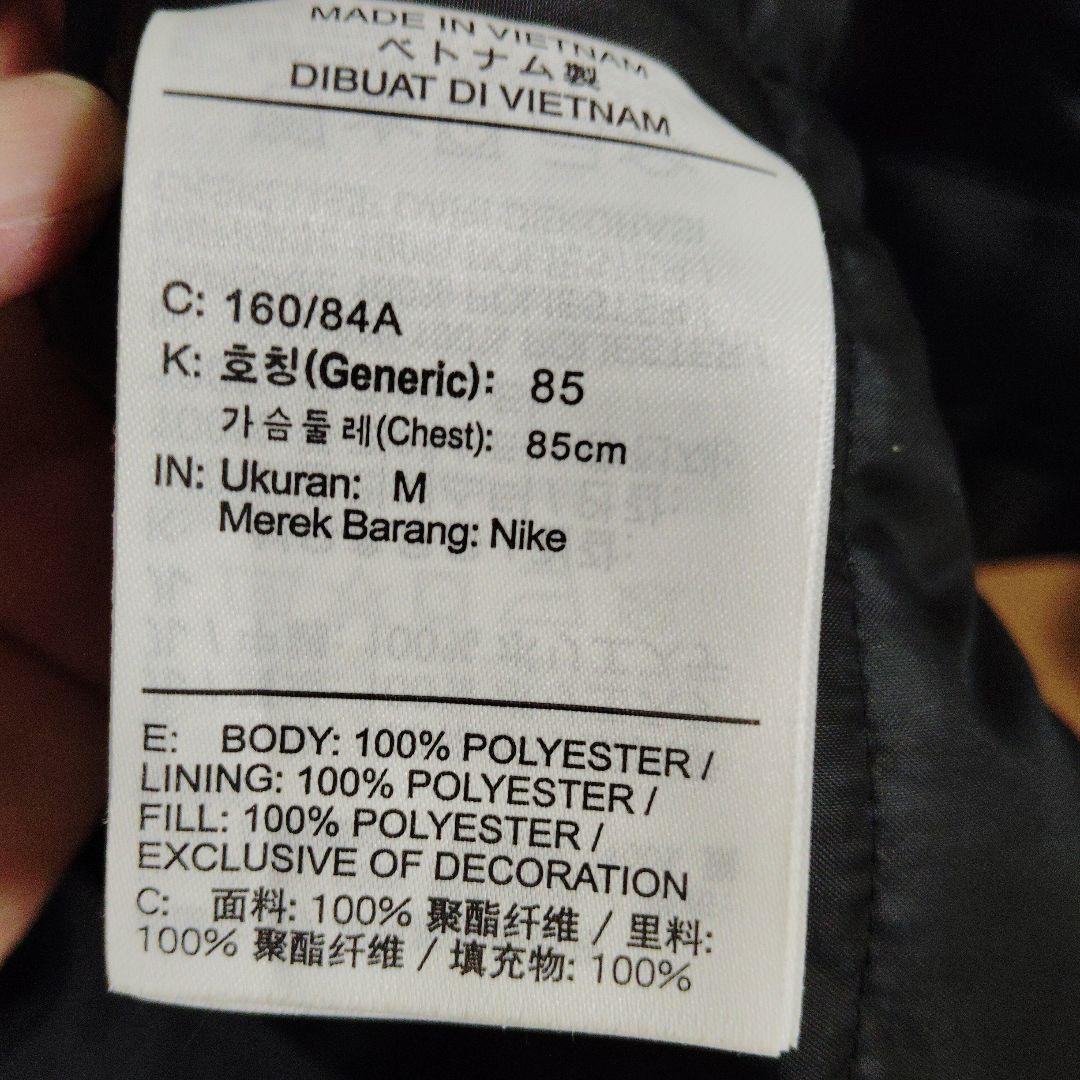 MADE IN VIETNAM
ベトナム製
DIBUAT DI VIETNAM
C: 160/84A
K: 호칭(Generic): 85
가슴둘레(Chest): 85cm
IN: Ukuran: M
Merek Barang: Nike
E: BODY: 100% POLYESTER /
LINING: 100% POLYESTER /
FILL: 100% POLYESTER /
EXCLUSIVE OF DECORATION
C: 面料: 100% 聚酯纤维 / 里料:
100% 聚酯纤维 / 填充物: 100%